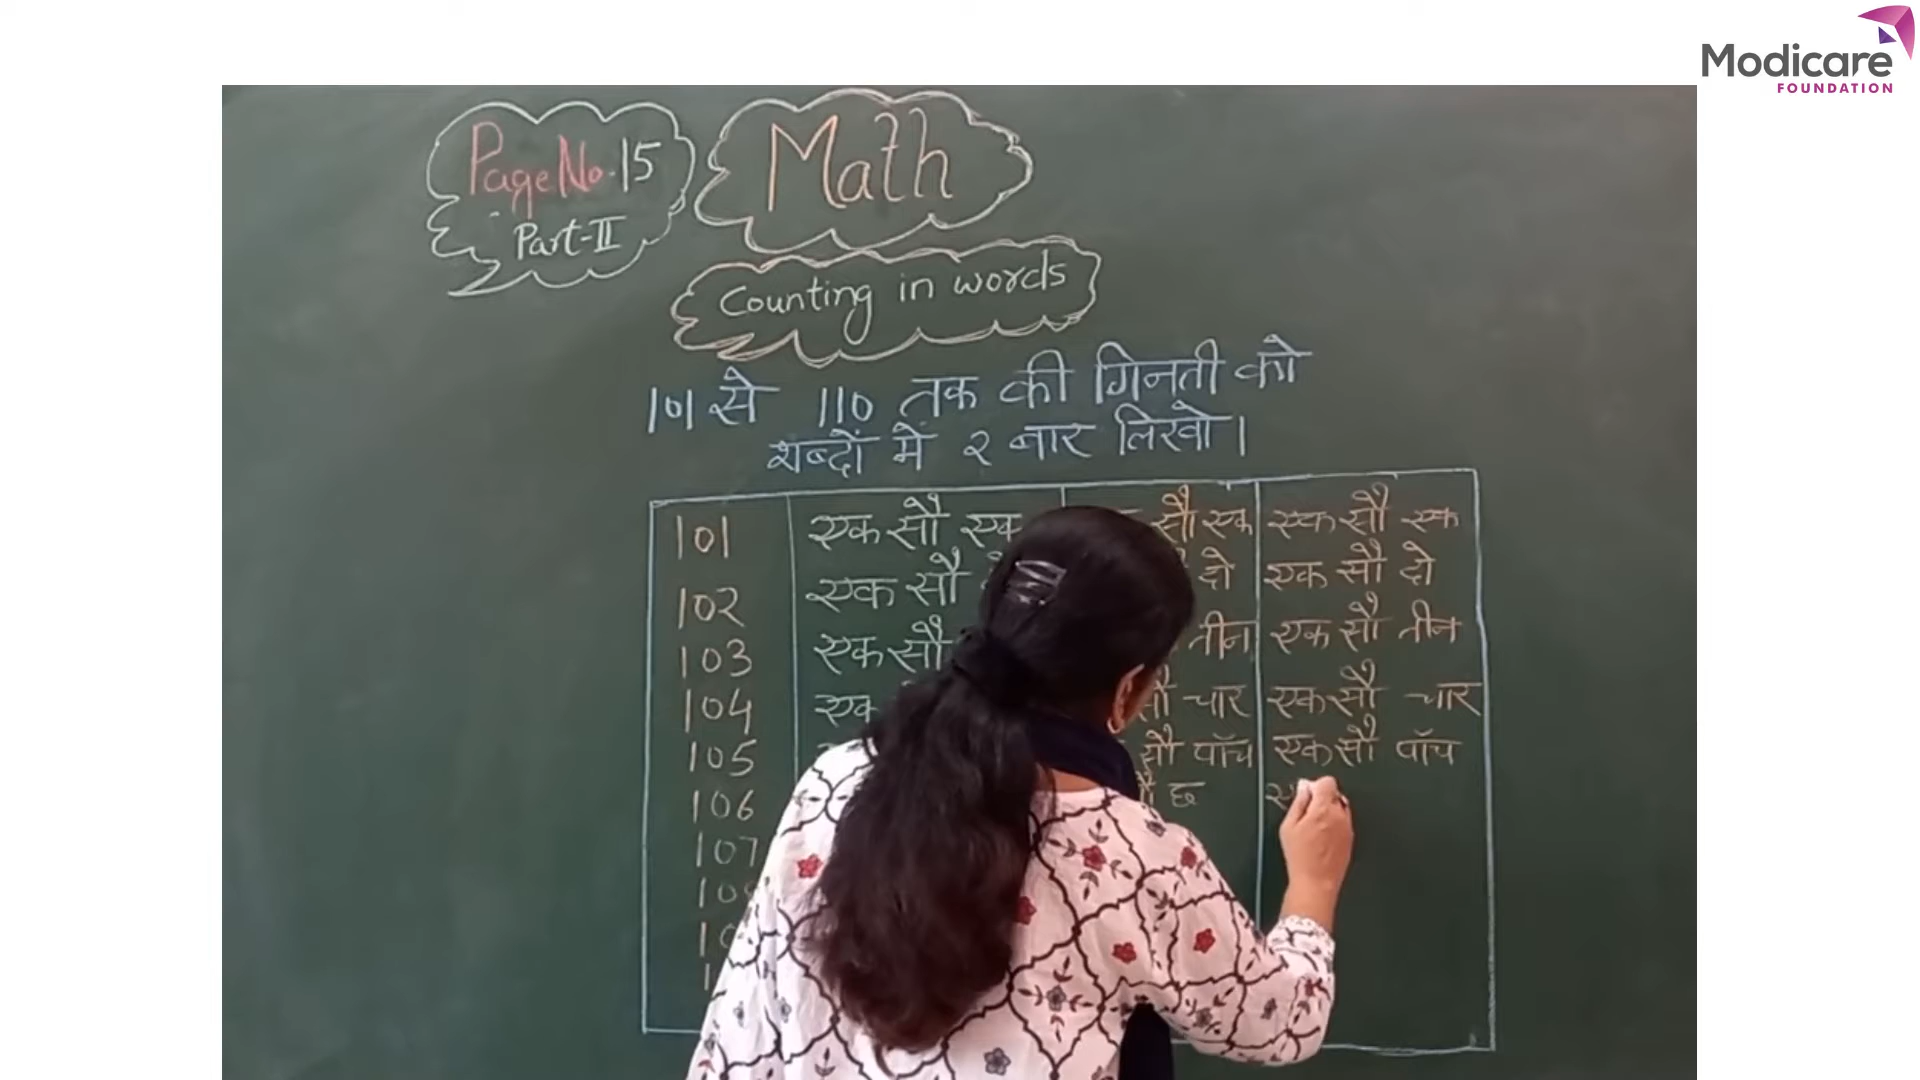 Modicare
FOUNDATION
Page No. 15
Part-II
Math
Counting in words
101 से 110 तक की गिनती को
शब्दों में २ बार लिखो।
101 एक सौ एक सौ एक एक सौ एक
102 एक सौ दो एक सौ दो
103 एक सौ तीन एक सौ तीन
104 एक चार एक सौ चार
105 सौ पाँच एक सौ पाँच
106 छ
107